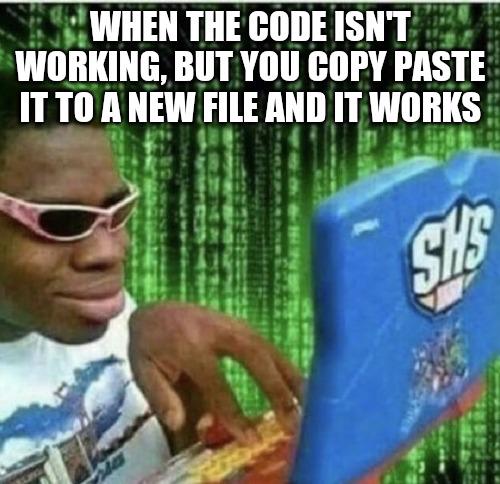 WHEN THE CODE ISN'T
WORKING, BUT YOU COPY PASTE
IT TO A NEW FILE AND IT WORKS
SHS